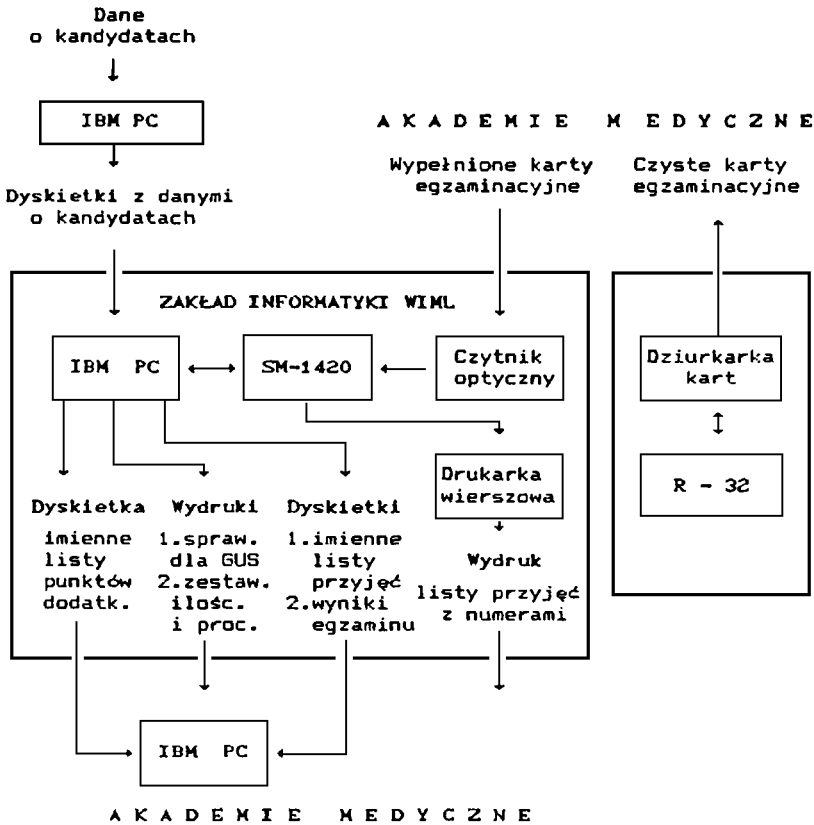 Dane
o kandydatach
IBM PC
A K A D E M I E M E D Y C Z N E
Dyskietki z danymi
o kandydatach
Wypełnione karty
egzaminacyjne
Czyste karty
egzaminacyjne
ZAKŁAD INFORMATYKI WIML
IBM PC
SM-1420
Czytnik
optyczny
Dziurkarka
kart
Drukarka
wierszowa
R - 32
Dyskietka
imienne
listy
punktów
dodatk.
Wydruki
1.spraw.
dla GUS
2.zestaw.
ilośc.
i proc.
Dyskietki
1.imienne
listy
przyjęć
2.wyniki
egzaminu
Wydruk
listy przyjęć
z numerami
IBM PC
A K A D E M I E M E D Y C Z N E